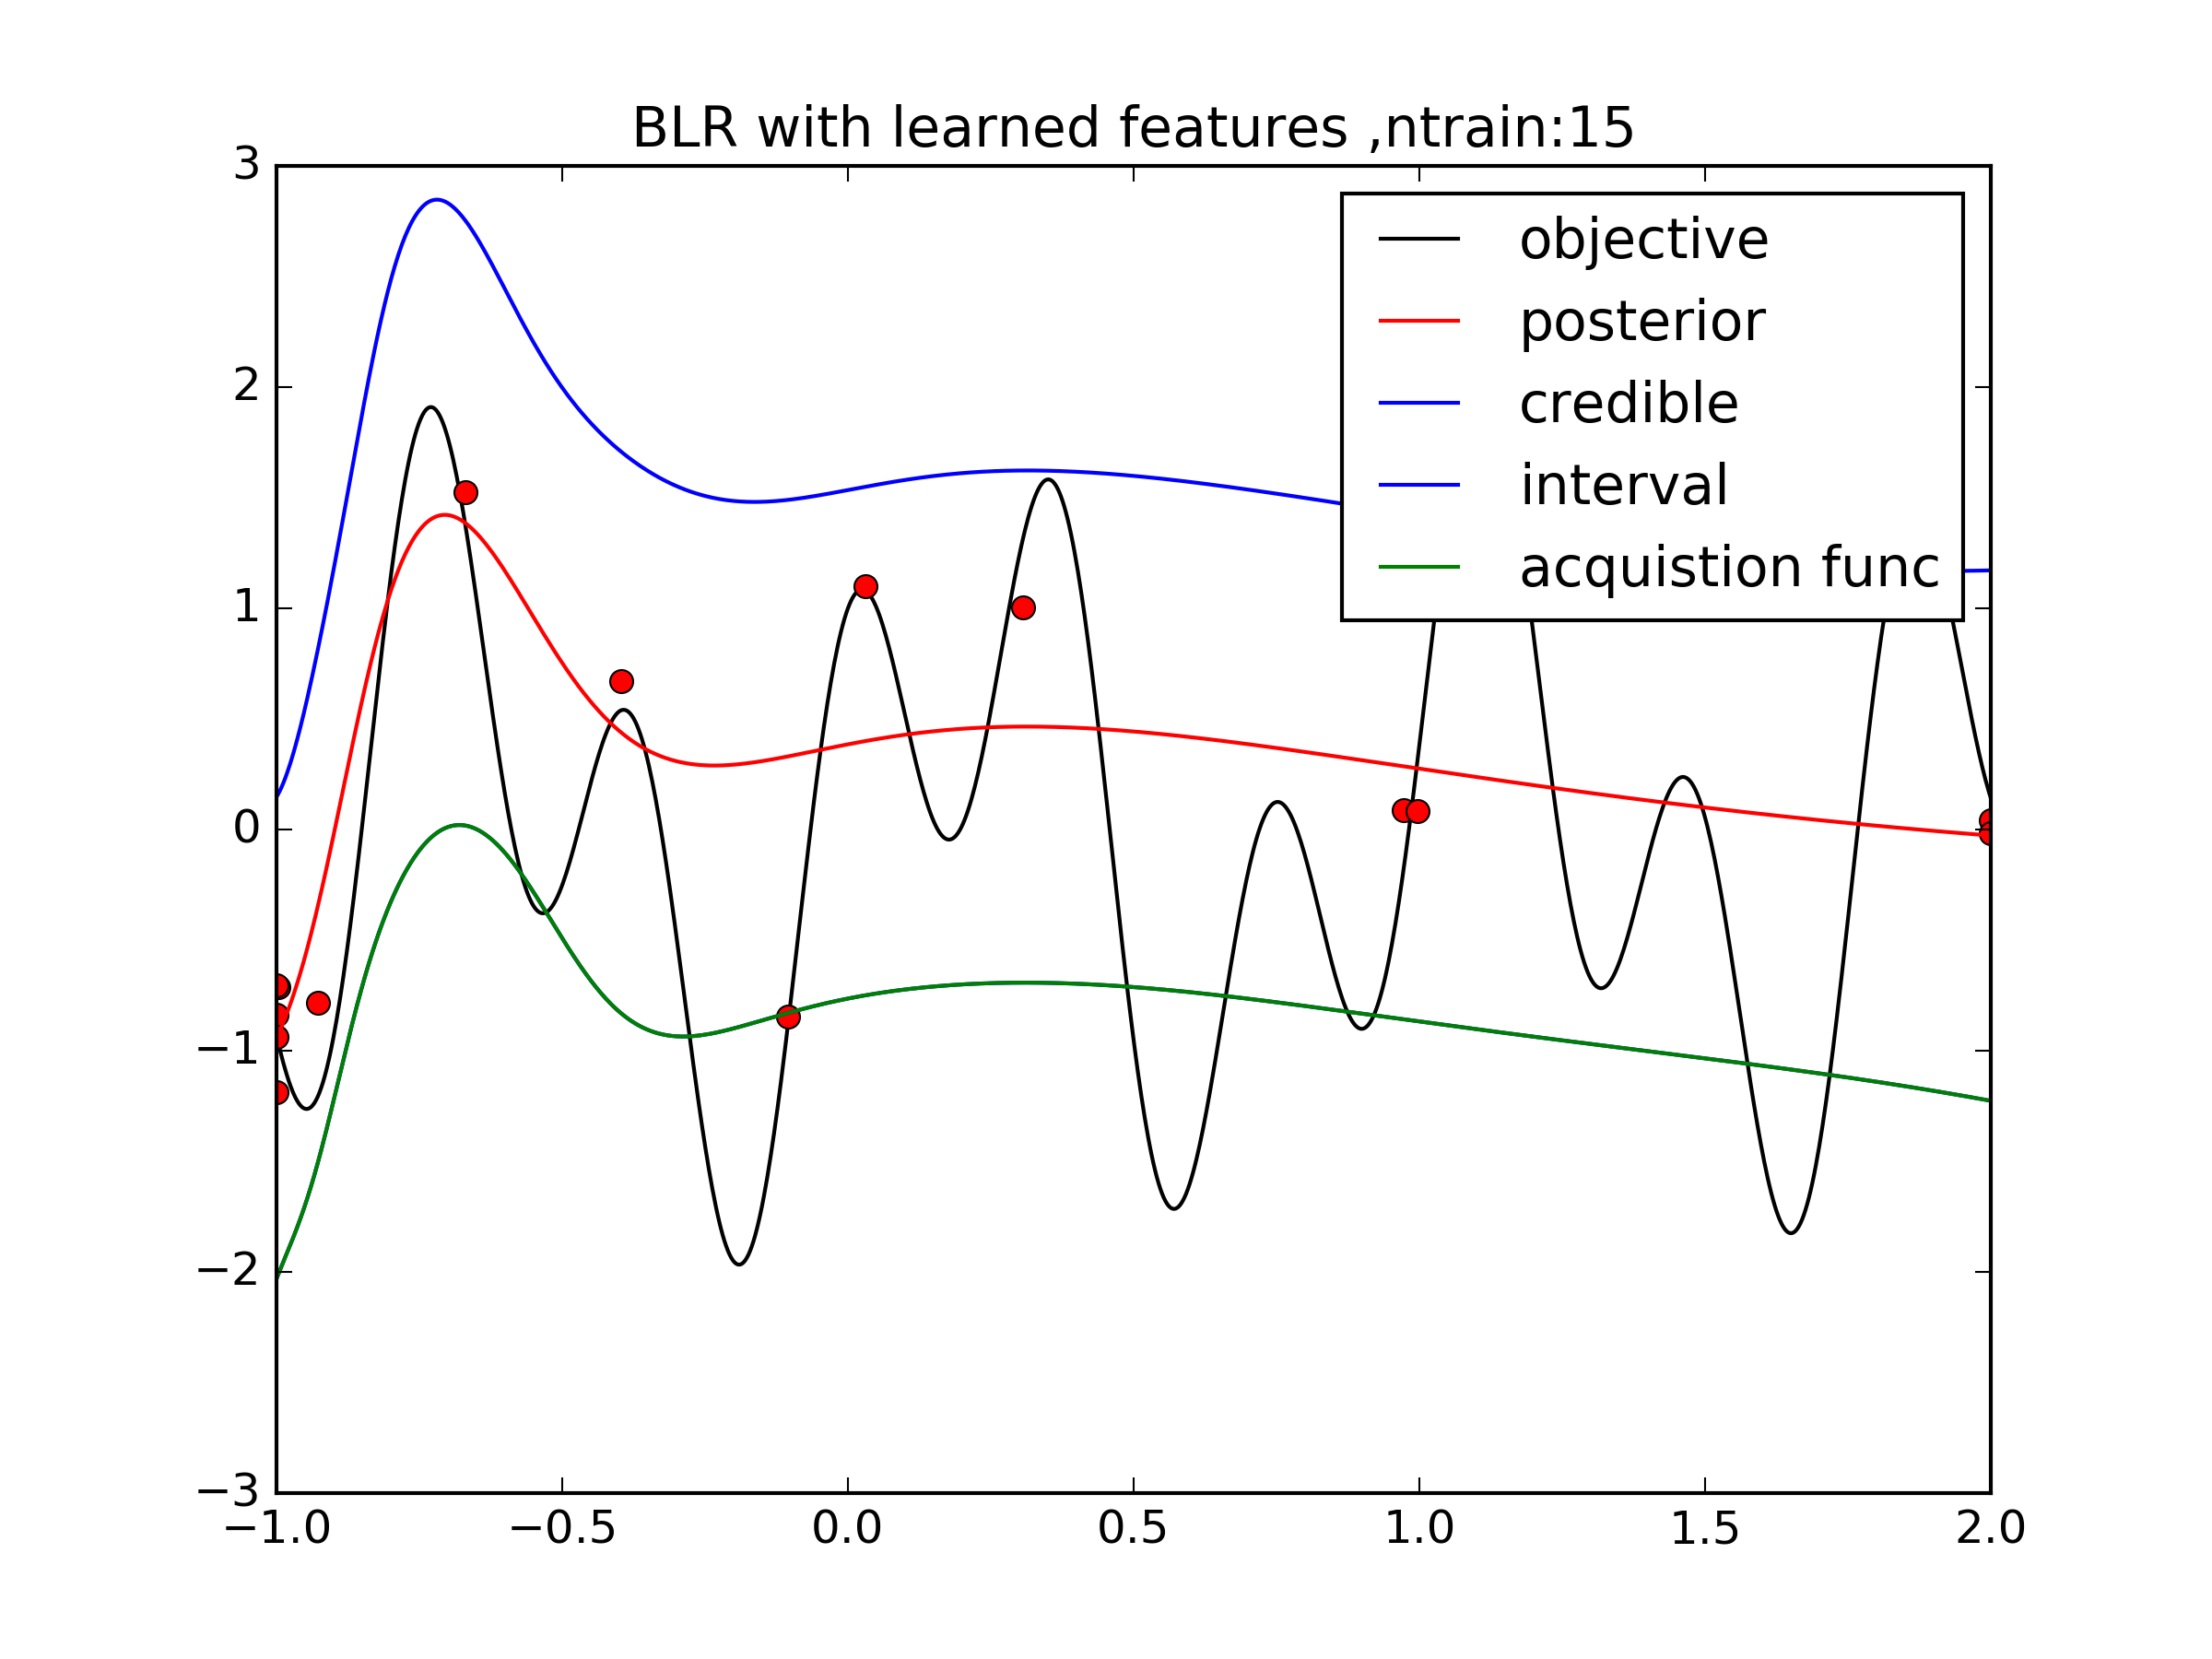 BLR with learned features ,ntrain:15
3
2
1
0
−1
−2
−3
objective
posterior
credible
interval
acquistion func
−1.0 −0.5 0.0 0.5 1.0 1.5 2.0